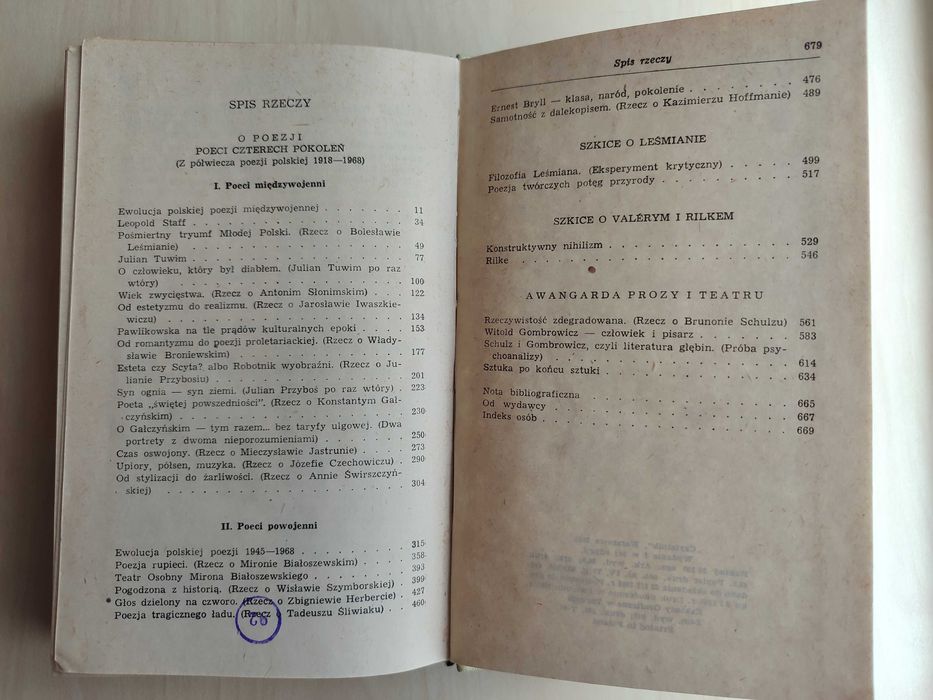 SPIS RZECZY
O POEZJI
POECI CZTERECH POKOLEŃ
(Z półwiecza poezji polskiej 1918—1968)
I. Poeci międzywojenni
Ewolucja polskiej poezji międzywojennej . . . . . . . 11
Leopold Staff . . . . . . . . . . . . . . . 34
Pośmiertny tryumf Młodej Polski. (Rzecz o Bolesławie
Leśmianie) . . . . . . . . . . . . . . . 49
Julian Tuwim . . . . . . . . . . . . . . . 77
O człowieku, który był diabłem. (Julian Tuwim po raz
wtóry) . . . . . . . . . . . . . . . 100
Wiek zwycięstwa. (Rzecz o Antonim Słonimskim) . . . 122
Od estetyzmu do realizmu. (Rzecz o Jarosławie Iwaszkie-
wiczu) . . . . . . . . . . . . . . . 134
Pawlikowska na tle prądów kulturalnych epoki . . . . 153
Od romantyzmu do poezji proletariackiej. (Rzecz o Włady-
sławie Broniewskim) . . . . . . . . . . . . 177
Esteta czy Scyta? albo Robotnik wyobraźni. (Rzecz o Ju-
lianie Przybosiu) . . . . . . . . . . . . . 201
Syn ognia — syn ziemi. (Julian Przyboś po raz wtóry) . . 223
Poeta „świętej powszedniości”. (Rzecz o Konstantym Gał-
czyńskim) . . . . . . . . . . . . . . . 230
O Gałczyńskim — tym razem... bez taryfy ulgowej. (Dwa
portrety z dwoma nieporozumieniami) . . . . . . 250
Czas oswojony. (Rzecz o Mieczysławie Jastrunie) . . . 273
Upiory, półsen, muzyka. (Rzecz o Józefie Czechowiczu) . 290
Od stylizacji do żarliwości. (Rzecz o Annie Świrszczyń-
skiej) . . . . . . . . . . . . . . . 304
II. Poeci powojenni
Ewolucja polskiej poezji 1945—1968 . . . . . . . . 315
Poezja rupieci. (Rzecz o Mironie Białoszewskim) . . . . 358
Teatr Osobny Mirona Białoszewskiego . . . . . . . 393
Pogodzona z historią. (Rzecz o Wisławie Szymborskiej) . 399
Głos dzielony na czworo. (Rzecz o Zbigniewie Herbercie) . 427
Poezja tragicznego ładu. (Rzecz o Tadeuszu Śliwiaku) . . 460
92
Spis rzeczy 679
Ernest Bryll — klasa, naród, pokolenie . . . . . . . 476
Samotność z dalekopisem. (Rzecz o Kazimierzu Hoffmanie) 489
SZKICE O LEŚMIANIE
Filozofia Leśmiana. (Eksperyment krytyczny) . . . . . 499
Poezja twórczych potęg przyrody . . . . . . . . 517
SZKICE O VALÉRYM I RILKEM
Konstruktywny nihilizm . . . . . . . . . . . 529
Rilke . . . . . . . . . . . . . . . 546
AWANGARDA PROZY I TEATRU
Rzeczywistość zdegradowana. (Rzecz o Brunonie Schulzu) 561
Witold Gombrowicz — człowiek i pisarz . . . . . . . 583
Schulz i Gombrowicz, czyli literatura głębin. (Próba psy-
choanalizy) . . . . . . . . . . . . . . . 614
Sztuka po końcu sztuki . . . . . . . . . . . 634
Nota bibliograficzna
Od wydawcy . . . . . . . . . . . . . . . 665
Indeks osób . . . . . . . . . . . . . . . 667
669